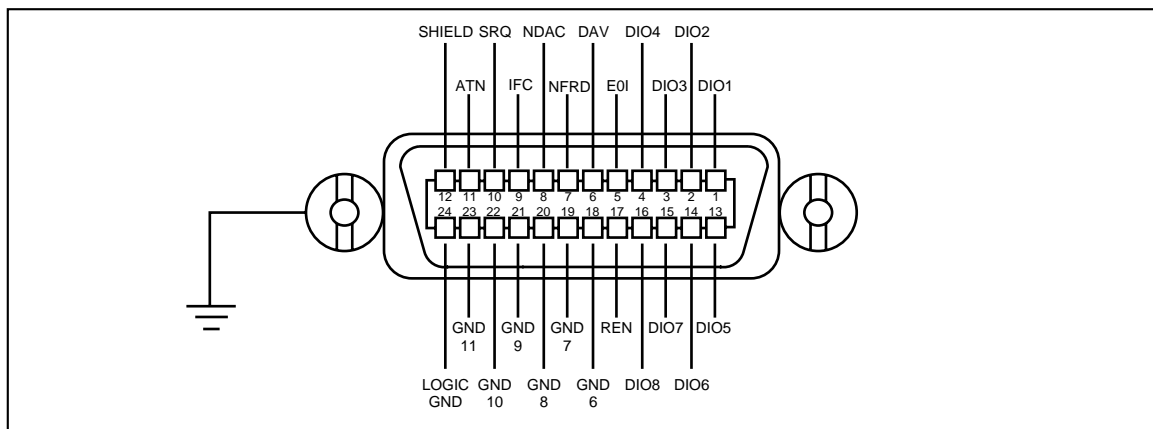 SHIELD SRQ NDAC DAV DIO4 DIO2
ATN IFC NFRD E0I DIO3 DIO1
12 11 10 9 8 7 6 5 4 3 2 1
24 23 22 21 20 19 18 17 16 15 14 13
GND 11 GND 9 GND 7 REN DIO7 DIO5
LOGIC GND GND 10 GND 8 GND 6 DIO8 DIO6